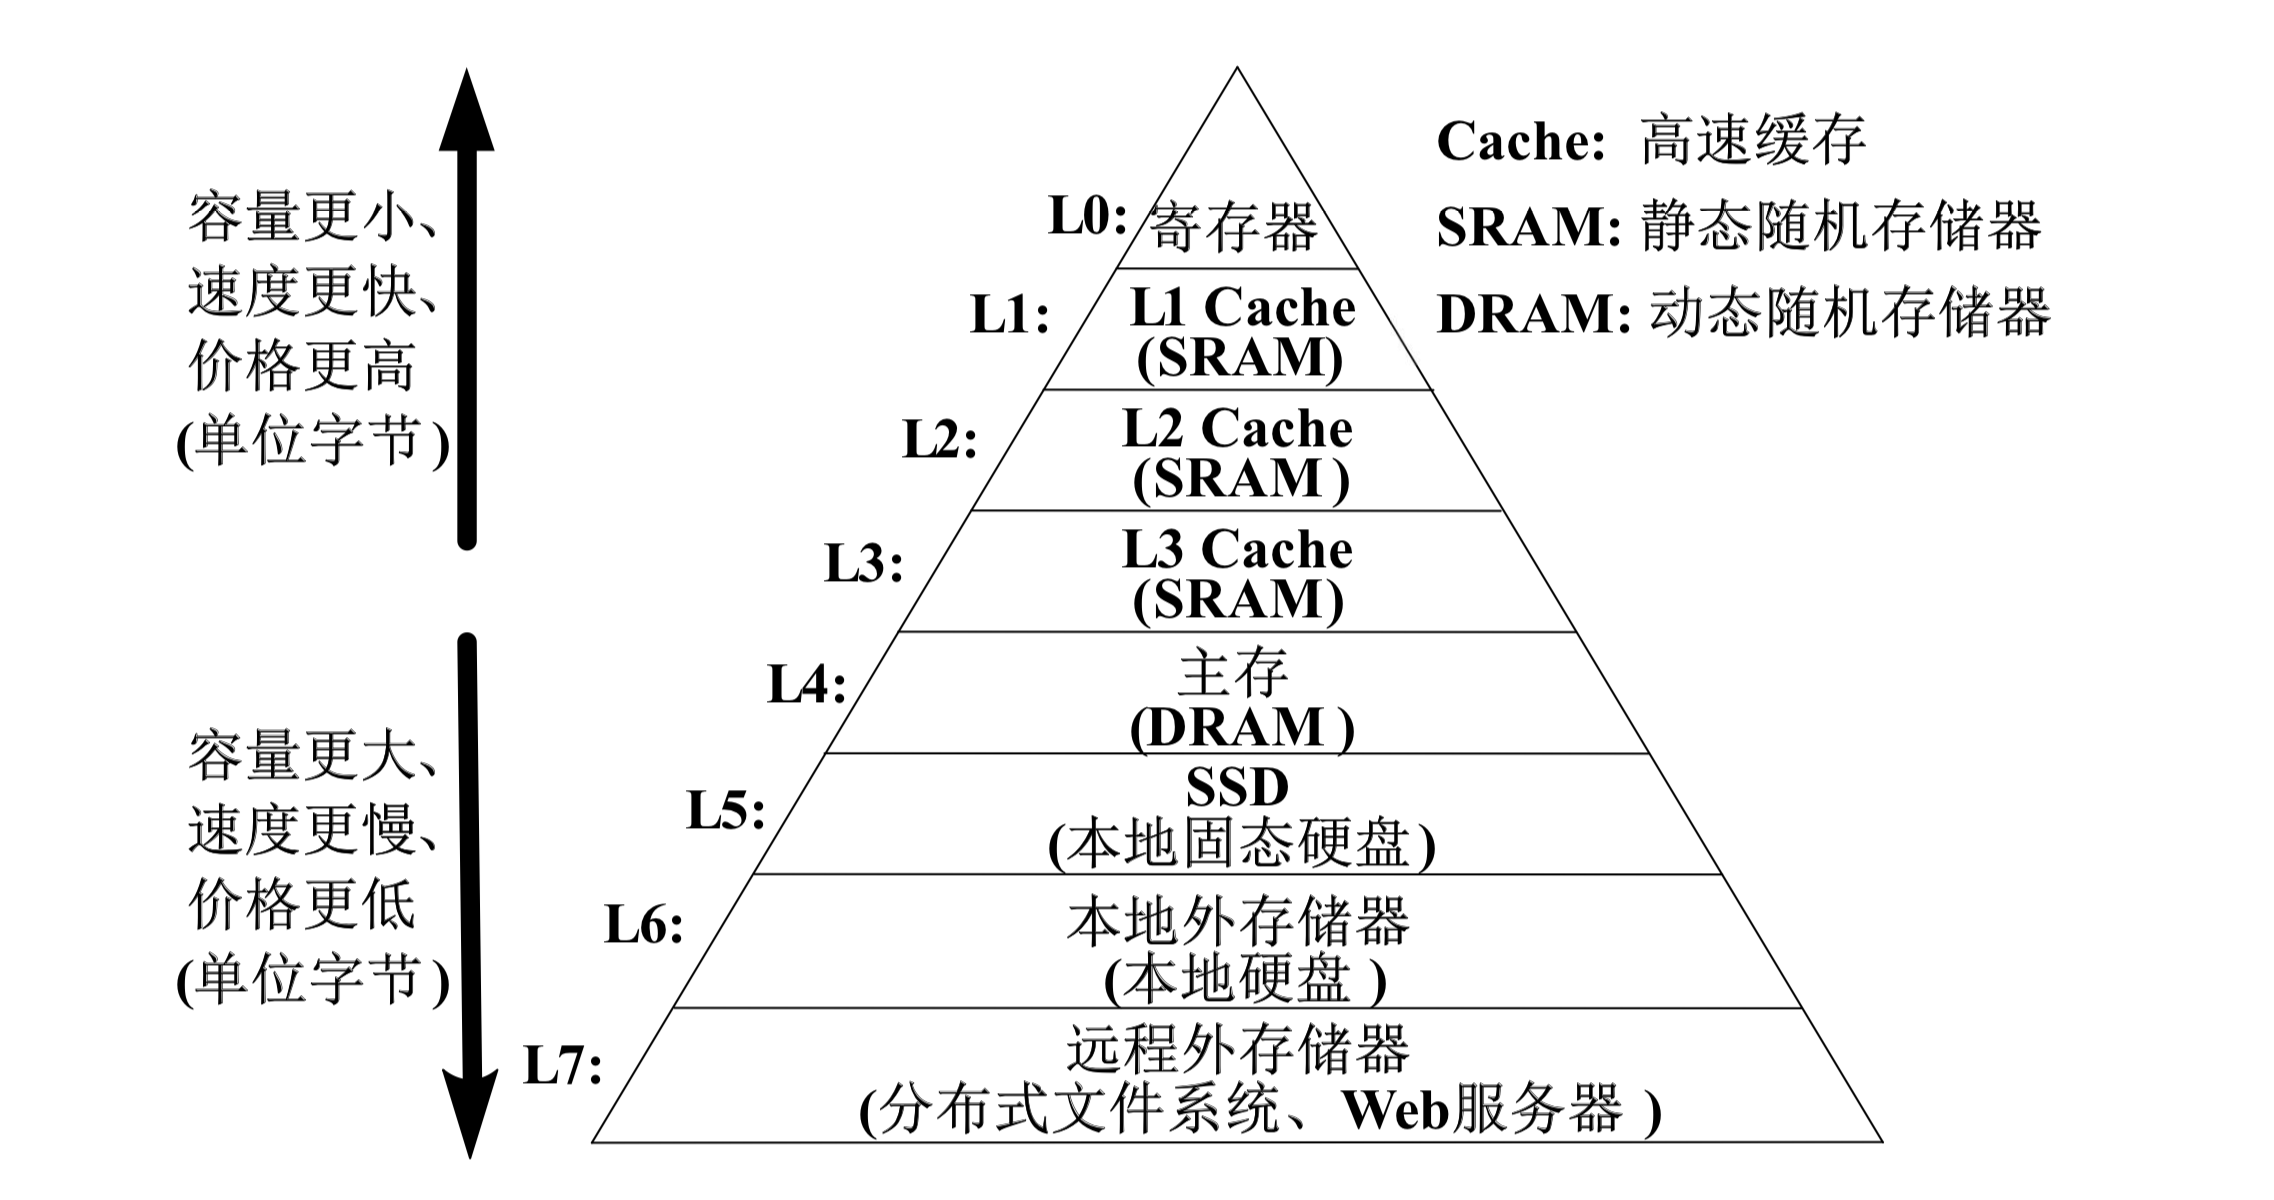 容量更小、
速度更快、
价格更高
(单位字节)
容量更大、
速度更慢、
价格更低
(单位字节)
L0: 寄存器
L1: L1 Cache
(SRAM)
L2: L2 Cache
(SRAM )
L3: L3 Cache
(SRAM)
L4: 主存
(DRAM )
L5: SSD
(本地固态硬盘)
L6: 本地外存储器
(本地硬盘 )
L7: 远程外存储器
(分布式文件系统、Web服务器 )
Cache: 高速缓存
SRAM: 静态随机存储器
DRAM: 动态随机存储器